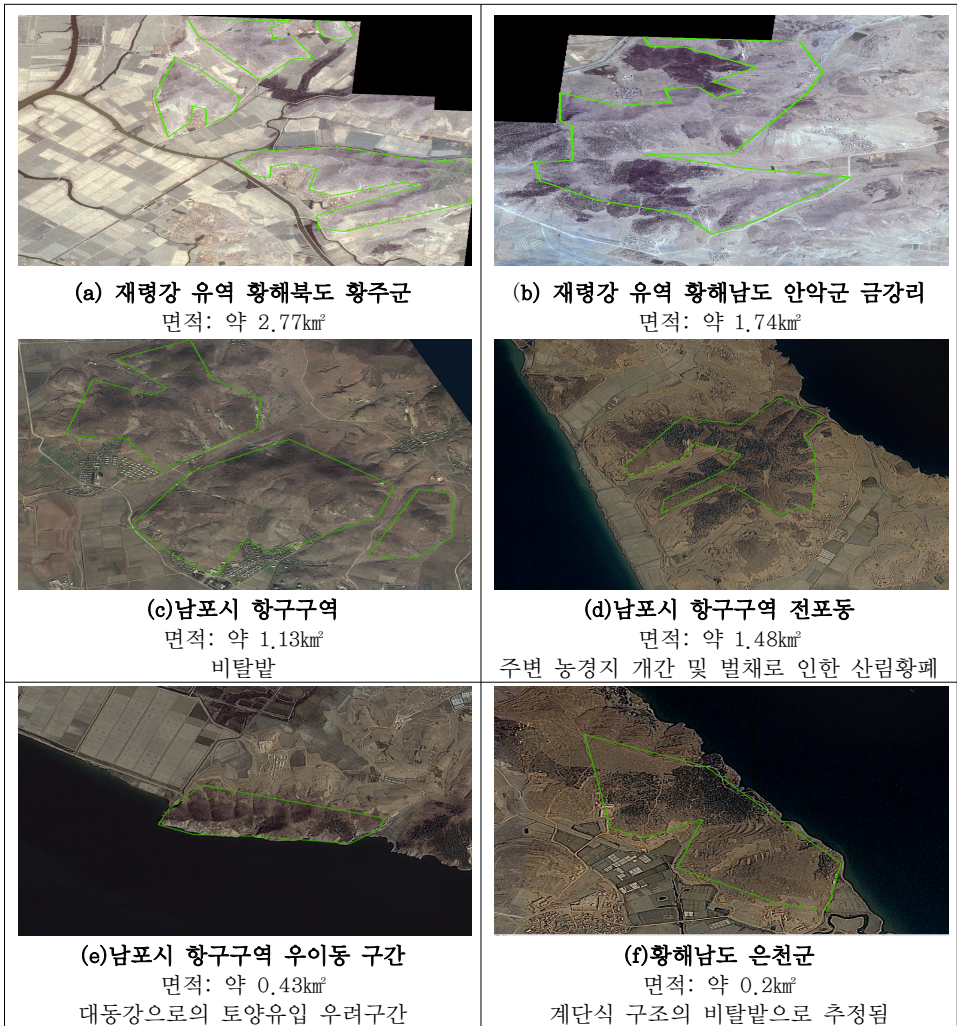 (a) 재령강 유역 황해북도 황주군
면적: 약 2.77㎢
(b) 재령강 유역 황해남도 안악군 금강리
면적: 약 1.74㎢
(c)남포시 항구구역
면적: 약 1.13㎢
비탈밭
(d)남포시 항구구역 전포동
면적: 약 1.48㎢
주변 농경지 개간 및 벌채로 인한 산림황폐
(e)남포시 항구구역 우이동 구간
면적: 약 0.43㎢
대동강으로의 토양유입 우려구간
(f)황해남도 은천군
면적: 약 0.2㎢
계단식 구조의 비탈밭으로 추정됨